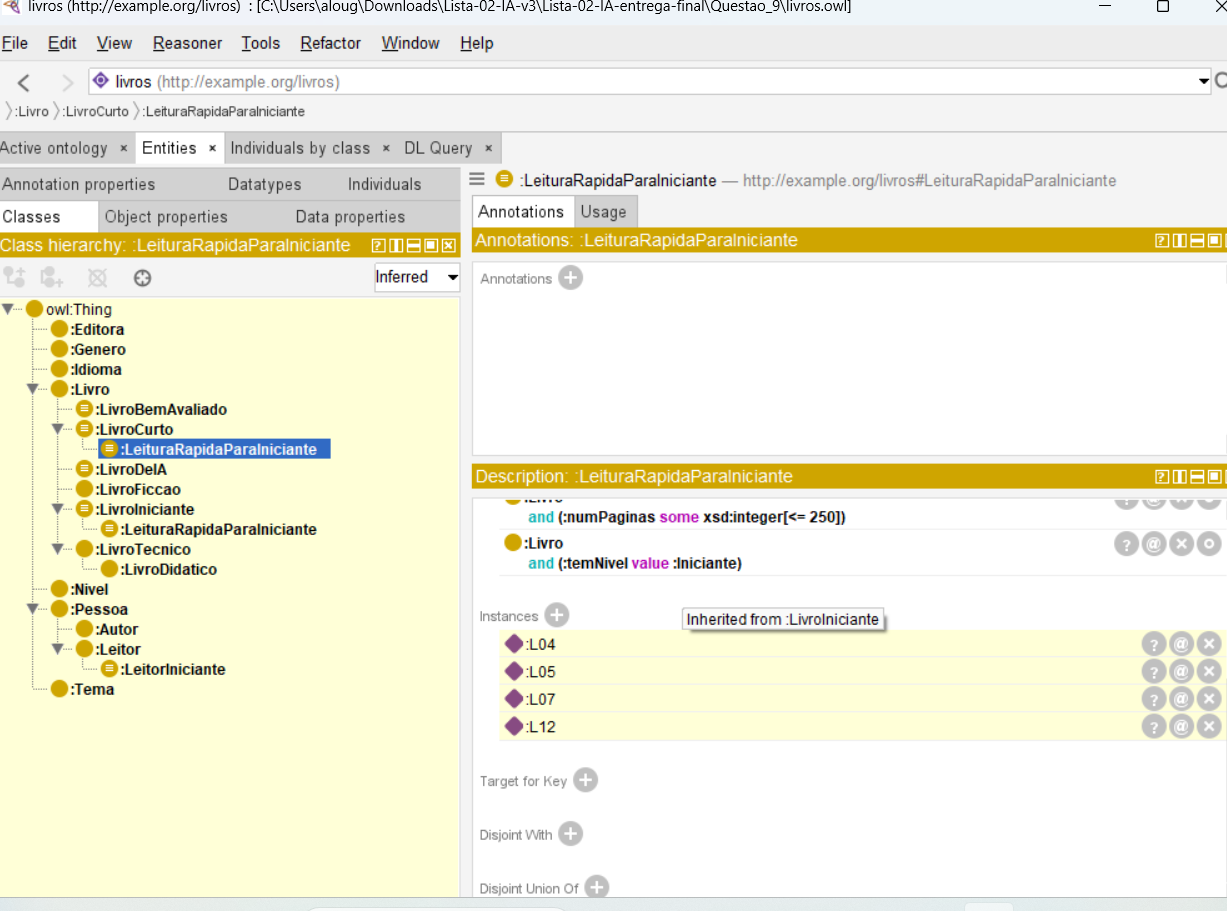 livros (http://example.org/livros) : [C:\Users\aloug\Downloads\Lista-02-IA-v3\Lista-02-IA-entrega-final\Questao_9\livros.owl]
File Edit View Reasoner Tools Refactor Window Help
livros (http://example.org/livros)
:Livro :LivroCurto :LeituraRapidaParaIniciante
Active ontology × Entities × Individuals by class × DL Query ×
Annotation properties Datatypes Individuals
Classes Object properties Data properties
Class hierarchy: :LeituraRapidaParaIniciante
Inferred
owl:Thing
:Editora
:Genero
:Idioma
:Livro
:LivroBemAvaliado
:LivroCurto
:LeituraRapidaParaIniciante
:LivroDeIA
:LivroFiccao
:LivroIniciante
:LeituraRapidaParaIniciante
:LivroTecnico
:LivroDidatico
:Nivel
:Pessoa
:Autor
:Leitor
:LeitorIniciante
:Tema
:LeituraRapidaParaIniciante — http://example.org/livros#LeituraRapidaParaIniciante
Annotations Usage
Annotations: :LeituraRapidaParaIniciante
Annotations
Description: :LeituraRapidaParaIniciante
:Livro
and (:numPaginas some xsd:integer[<= 250])
:Livro
and (:temNivel value :Iniciante)
Instances
Inherited from :LivroIniciante
:L04
:L05
:L07
:L12
Target for Key
Disjoint With
Disjoint Union Of